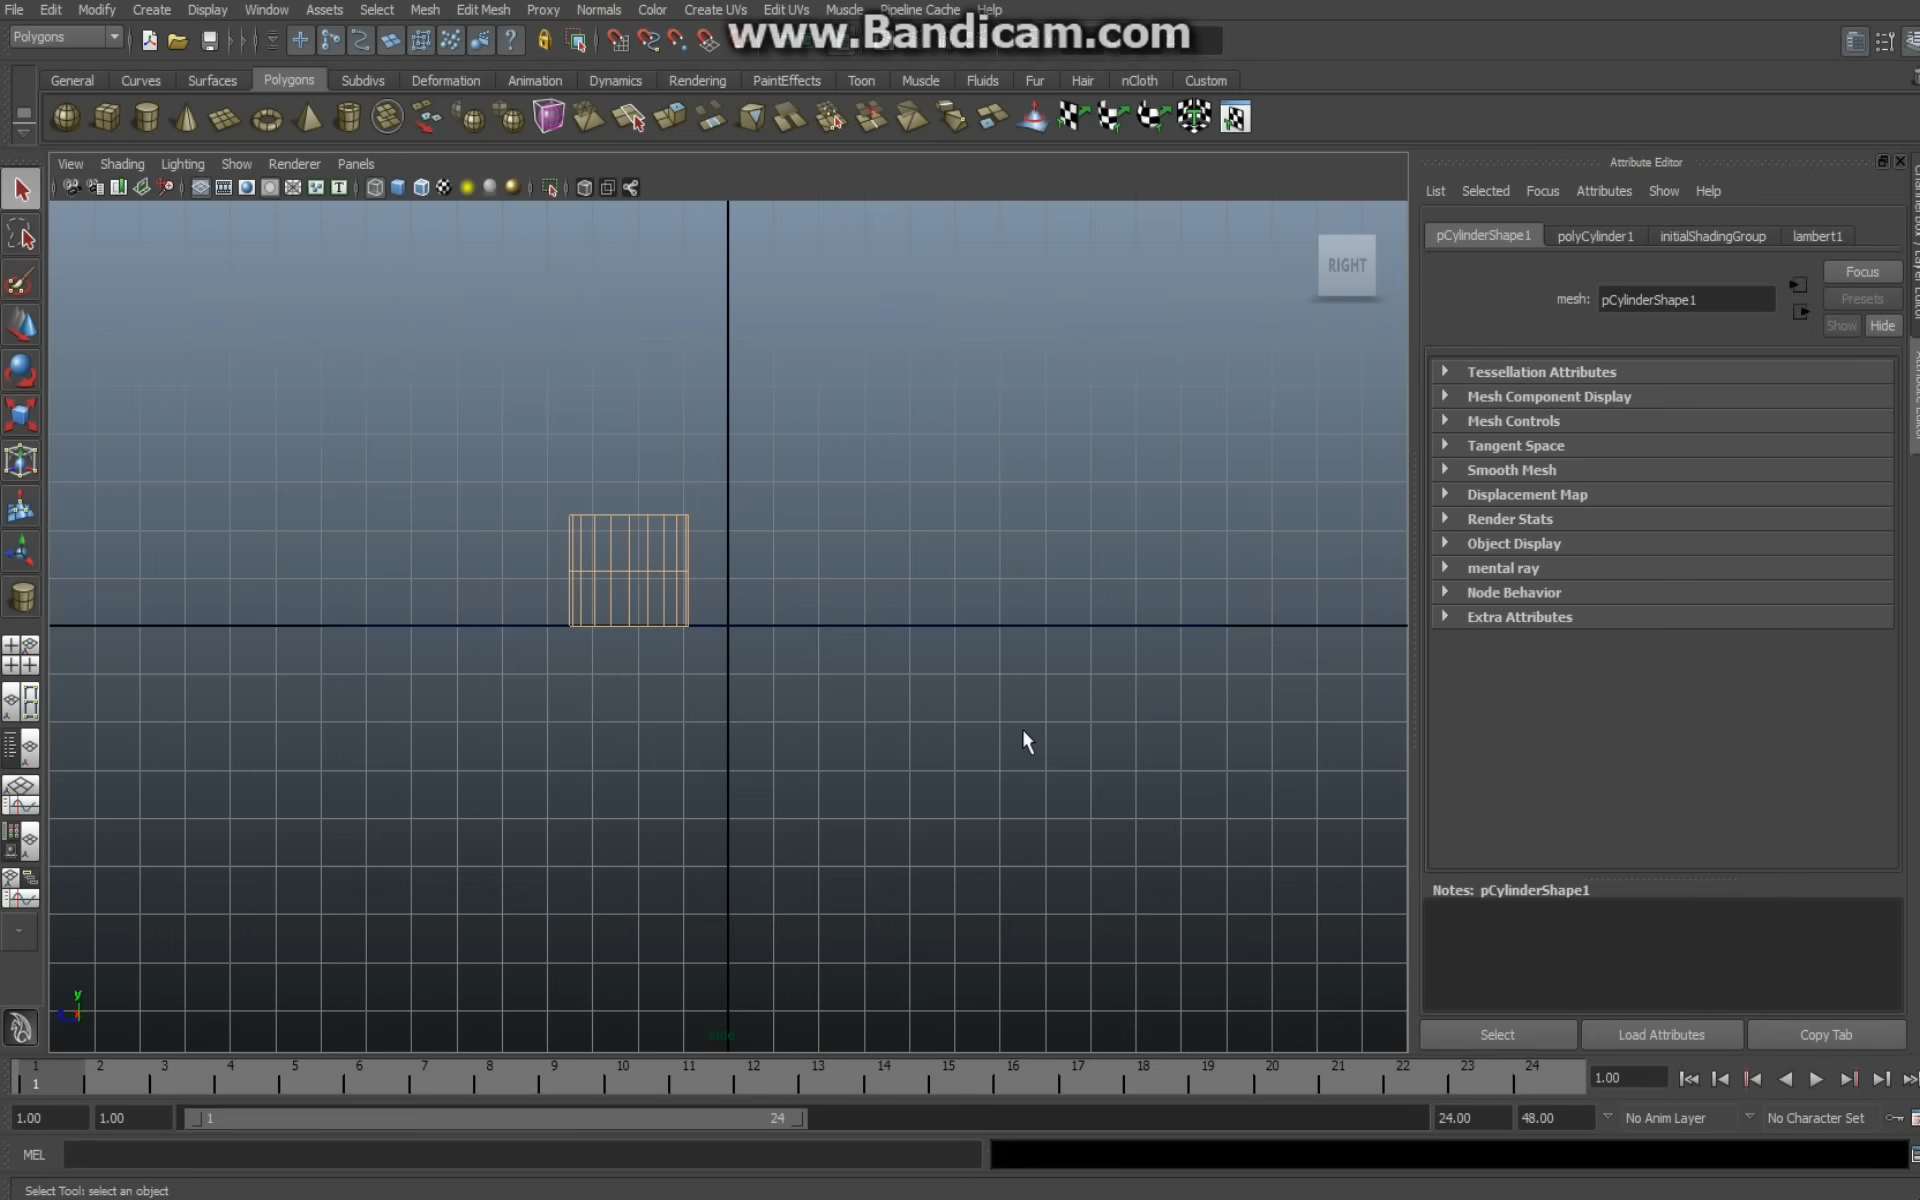 File Edit Modify Create Display Window Assets Select Mesh Edit Mesh Proxy Normals Color Create UVs Edit UVs Muscle Pipeline Cache Help
www.Bandicam.com
Polygons
General Curves Surfaces Polygons Subdivs Deformation Animation Dynamics Rendering PaintEffects Toon Muscle Fluids Fur Hair nCloth Custom
View Shading Lighting Show Renderer Panels
RIGHT
y
side
Attribute Editor
List Selected Focus Attributes Show Help
pCylinderShape1 polyCylinder1 initialShadingGroup lambert1
Focus
mesh: pCylinderShape1
Presets
Show Hide
Tessellation Attributes
Mesh Component Display
Mesh Controls
Tangent Space
Smooth Mesh
Displacement Map
Render Stats
Object Display
mental ray
Node Behavior
Extra Attributes
Notes: pCylinderShape1
Select Load Attributes Copy Tab
1 2 3 4 5 6 7 8 9 10 11 12 13 14 15 16 17 18 19 20 21 22 23 24
1
1.00
1.00 1.00 1 24 24.00 48.00 No Anim Layer No Character Set
MEL
Select Tool: select an object